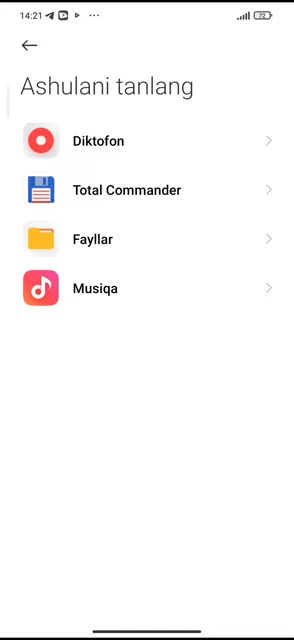 14:21 ··· 72
Ashulani tanlang
Diktofon
Total Commander
Fayllar
Musiqa